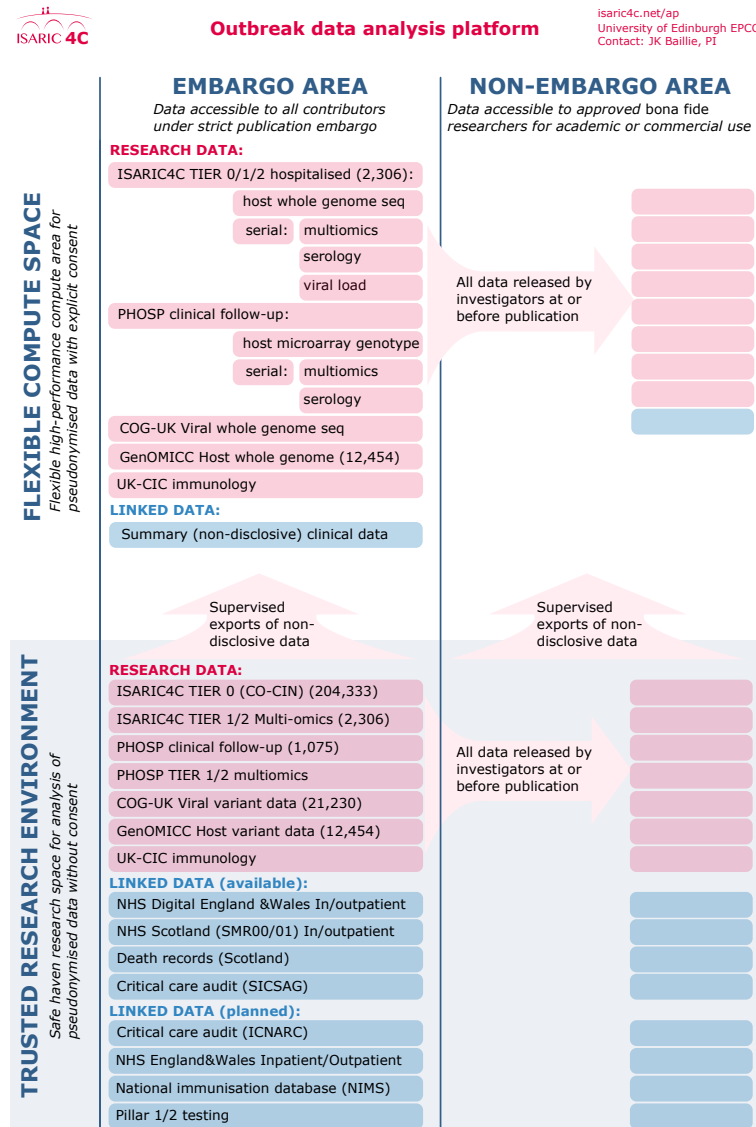 ISARIC 4C
Outbreak data analysis platform
isaric4c.net/ap
University of Edinburgh EPCC
Contact: JK Baillie, PI
EMBARGO AREA
Data accessible to all contributors
under strict publication embargo
NON-EMBARGO AREA
Data accessible to approved bona fide
researchers for academic or commercial use
FLEXIBLE COMPUTE SPACE
Flexible high-performance compute area for
pseudonymised data with explicit consent
RESEARCH DATA:
ISARIC4C TIER 0/1/2 hospitalised (2,306):
host whole genome seq
serial: multiomics
serology
viral load
PHOSP clinical follow-up:
host microarray genotype
serial: multiomics
serology
COG-UK Viral whole genome seq
GenOMICC Host whole genome (12,454)
UK-CIC immunology
LINKED DATA:
Summary (non-disclosive) clinical data
All data released by
investigators at or
before publication
Supervised
exports of non-
disclosive data
Supervised
exports of non-
disclosive data
TRUSTED RESEARCH ENVIRONMENT
Safe haven research space for analysis of
pseudonymised data without consent
RESEARCH DATA:
ISARIC4C TIER 0 (CO-CIN) (204,333)
ISARIC4C TIER 1/2 Multi-omics (2,306)
PHOSP clinical follow-up (1,075)
PHOSP TIER 1/2 multiomics
COG-UK Viral variant data (21,230)
GenOMICC Host variant data (12,454)
UK-CIC immunology
All data released by
investigators at or
before publication
LINKED DATA (available):
NHS Digital England &Wales In/outpatient
NHS Scotland (SMR00/01) In/outpatient
Death records (Scotland)
Critical care audit (SICSAG)
LINKED DATA (planned):
Critical care audit (ICNARC)
NHS England&Wales Inpatient/Outpatient
National immunisation database (NIMS)
Pillar 1/2 testing